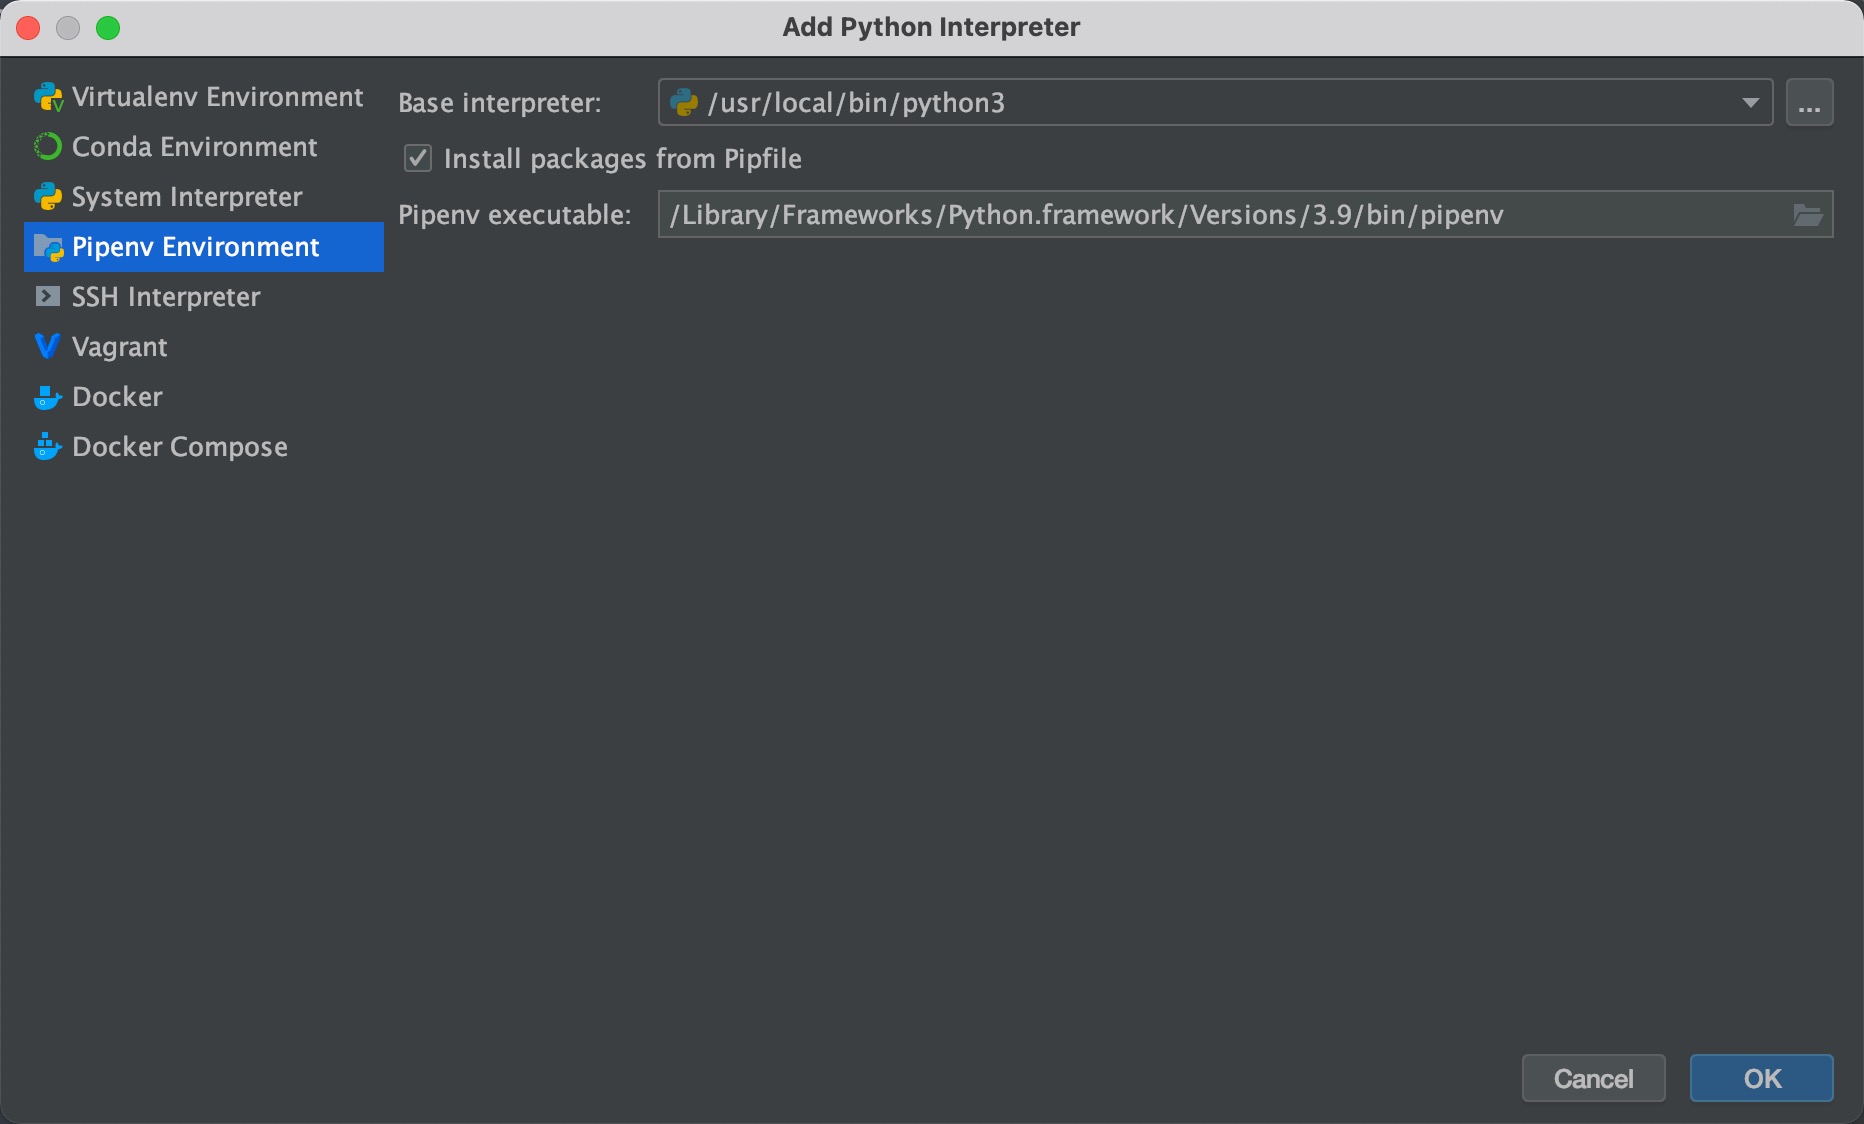 Add Python Interpreter
Virtualenv Environment
Conda Environment
System Interpreter
Pipenv Environment
SSH Interpreter
Vagrant
Docker
Docker Compose
Base interpreter: /usr/local/bin/python3 ...
Install packages from Pipfile
Pipenv executable: /Library/Frameworks/Python.framework/Versions/3.9/bin/pipenv
Cancel OK